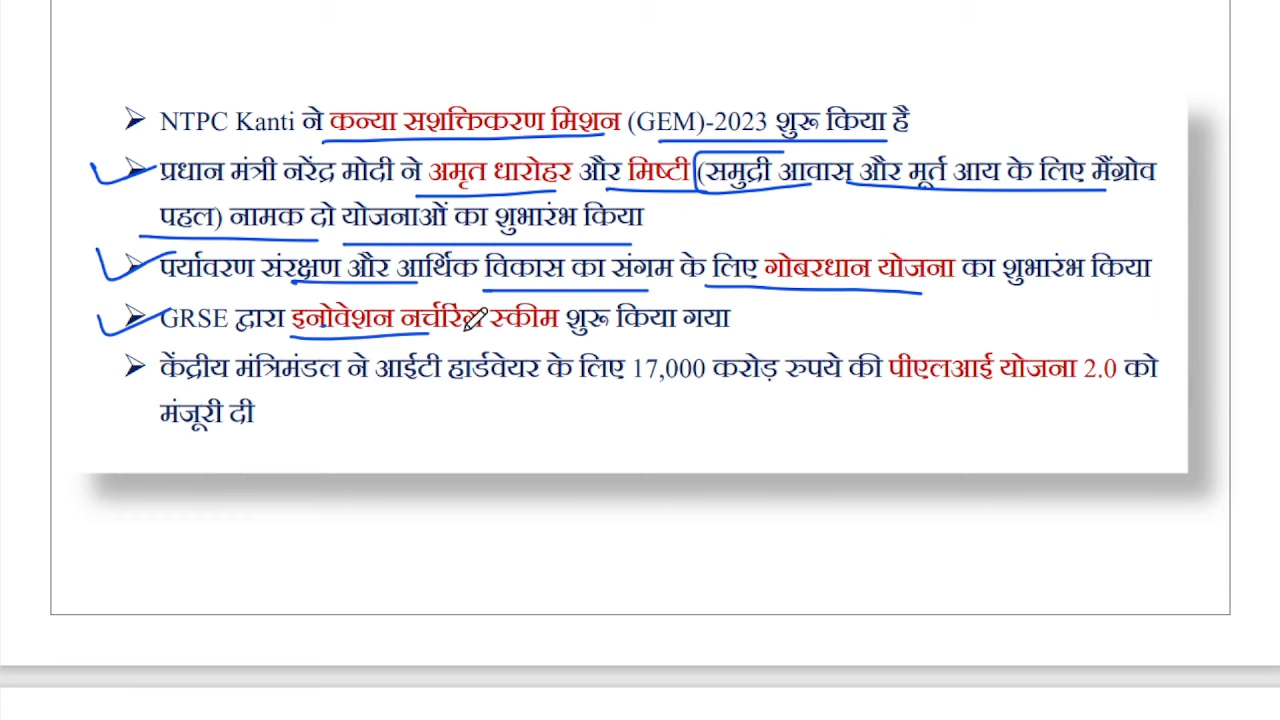 ➢ NTPC Kanti ने कन्या सशक्तिकरण मिशन (GEM)-2023 शुरू किया है
➢ प्रधान मंत्री नरेंद्र मोदी ने अमृत धारोहर और मिष्टी (समुद्री आवास और मूर्त आय के लिए मैंग्रोव
पहल) नामक दो योजनाओं का शुभारंभ किया
➢ पर्यावरण संरक्षण और आर्थिक विकास का संगम के लिए गोबरधान योजना का शुभारंभ किया
➢ GRSE द्वारा इनोवेशन नर्चरिंग स्कीम शुरू किया गया
➢ केंद्रीय मंत्रिमंडल ने आईटी हार्डवेयर के लिए 17,000 करोड़ रुपये की पीएलआई योजना 2.0 को
मंजूरी दी